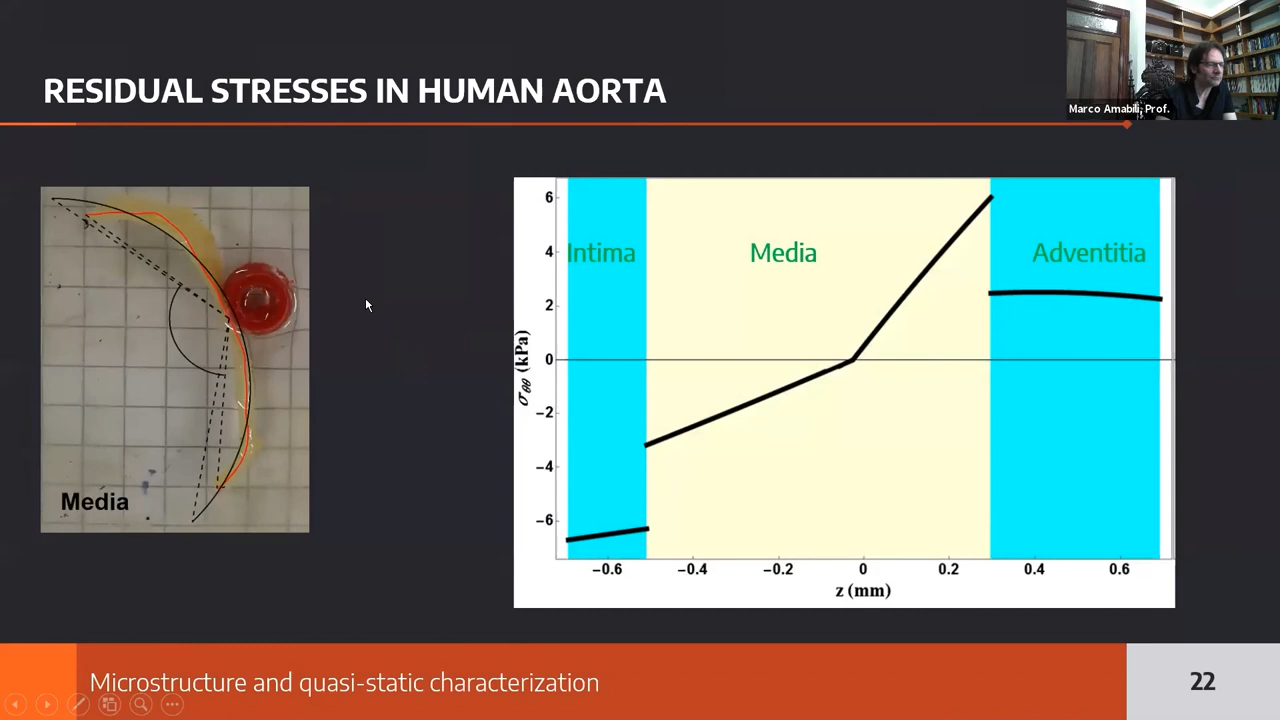 RESIDUAL STRESSES IN HUMAN AORTA
Marco Amabili, Prof.
Media
Intima
Media
Adventitia
6
4
2
0
−2
−4
−6
σθθ (kPa)
−0.6 −0.4 −0.2 0 0.2 0.4 0.6
z (mm)
Microstructure and quasi-static characterization
22